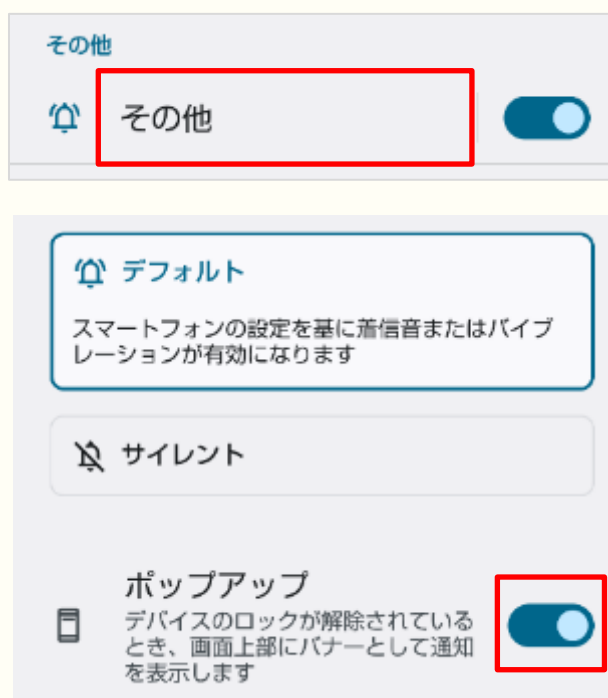 その他
その他
デフォルト
スマートフォンの設定を基に着信音またはバイブ
レーションが有効になります
サイレント
ポップアップ
デバイスのロックが解除されている
とき、画面上部にバナーとして通知
を表示します